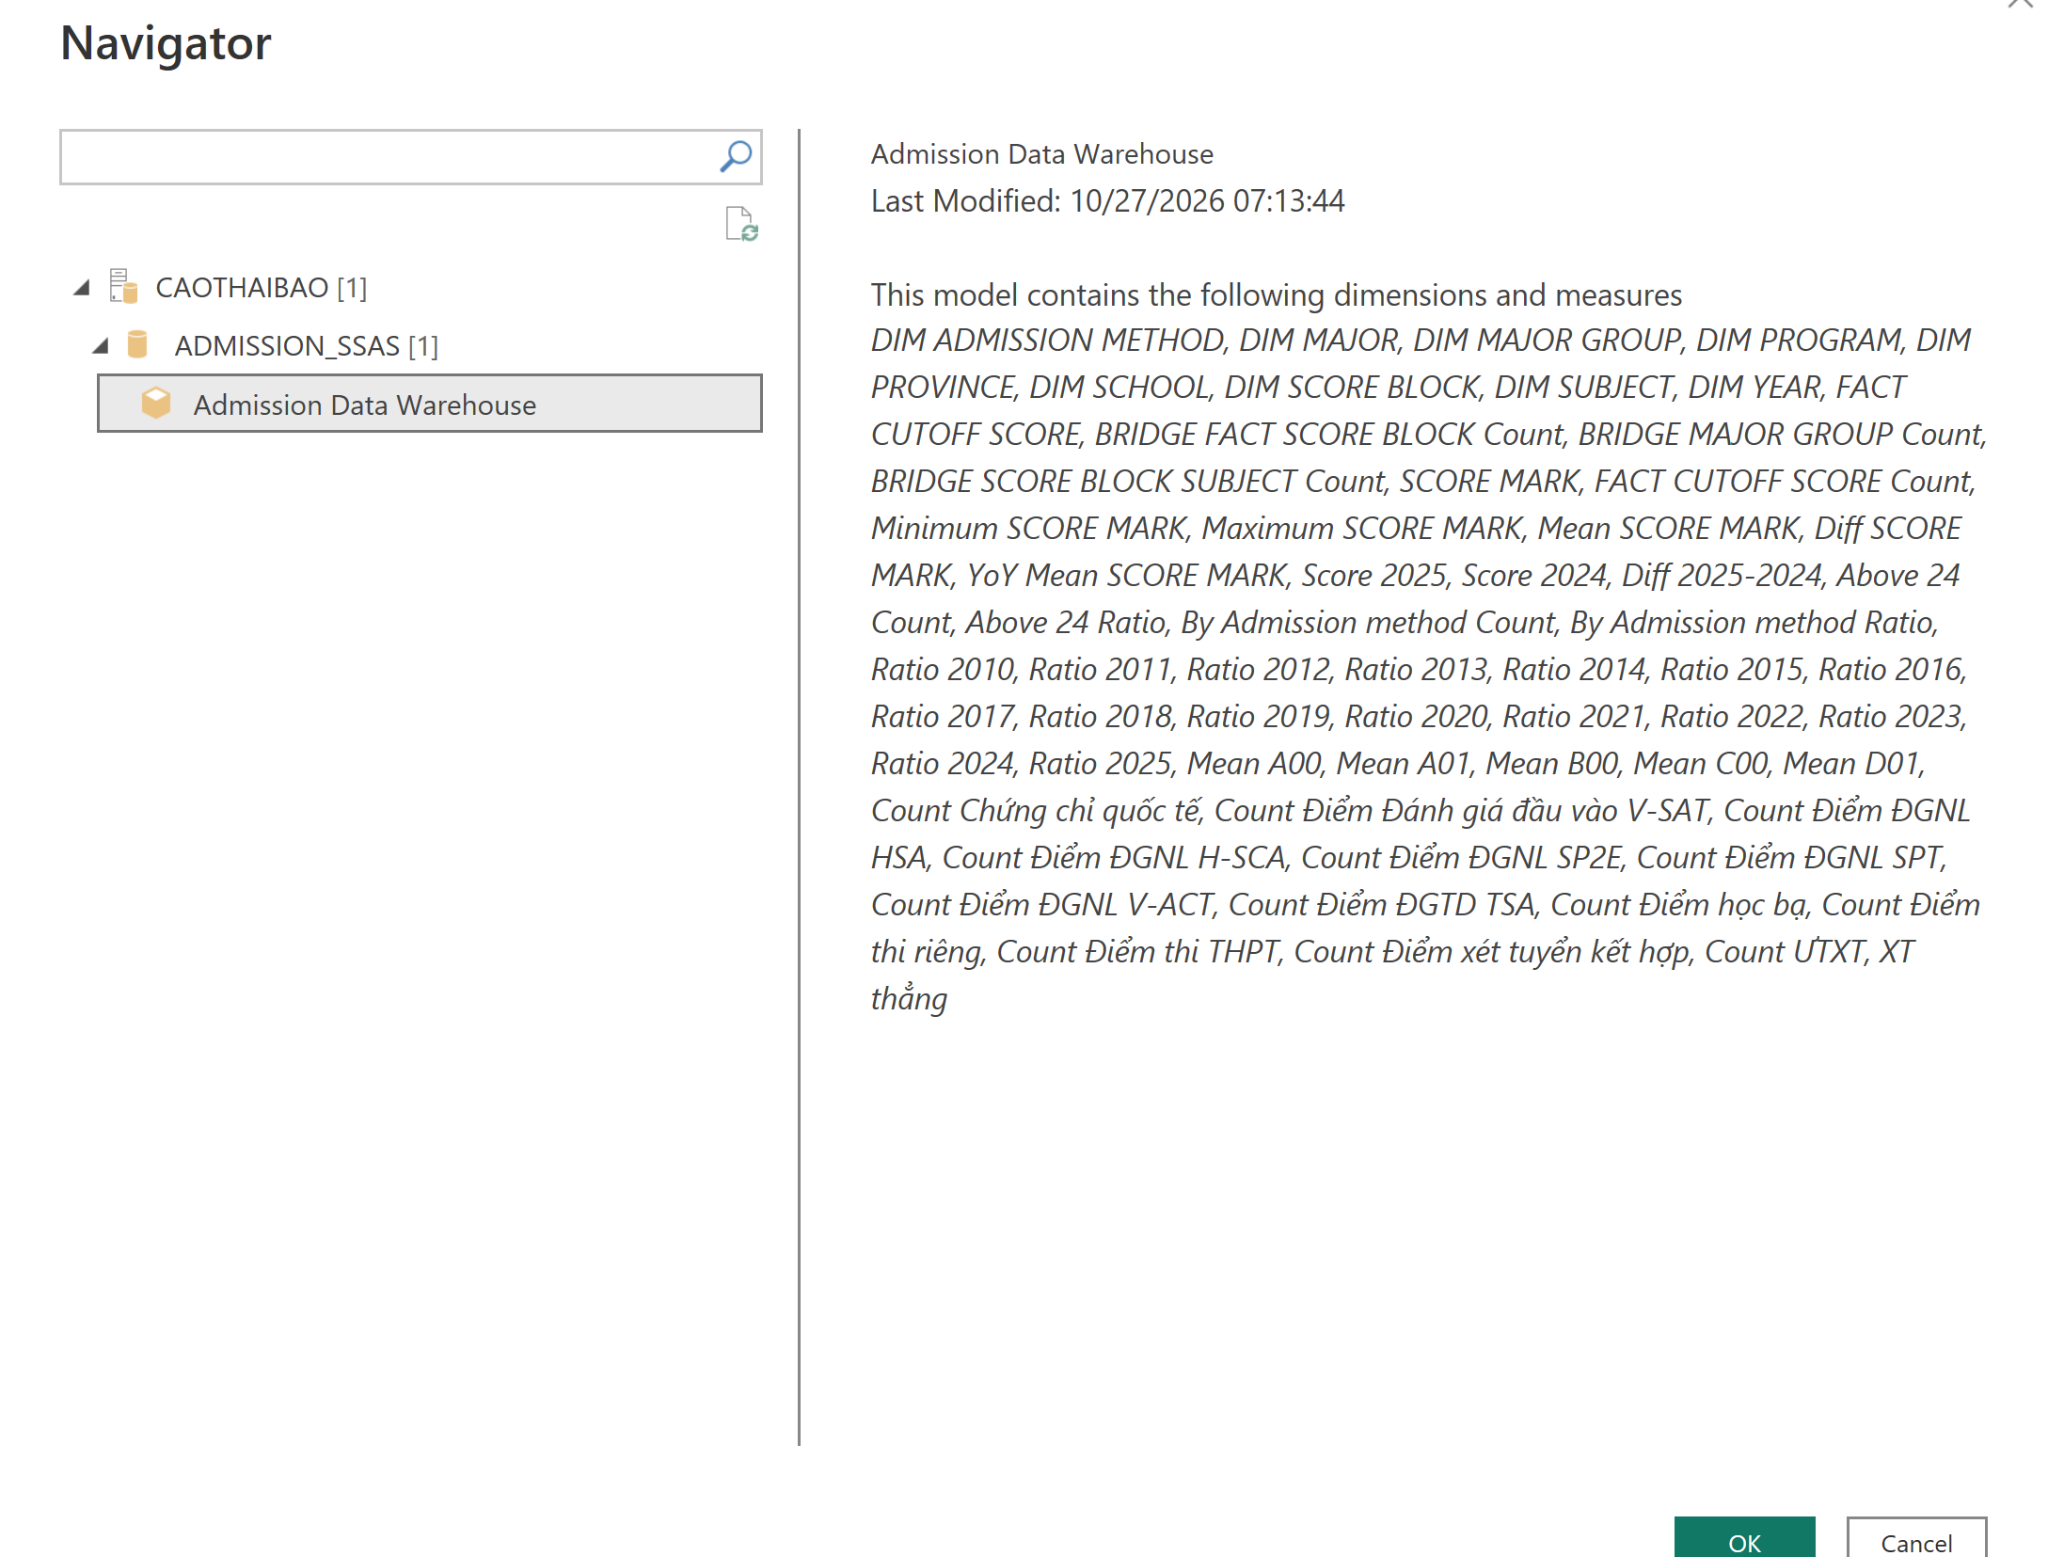 Navigator
CAOTHAIBAO [1]
ADMISSION_SSAS [1]
Admission Data Warehouse
Admission Data Warehouse
Last Modified: 10/27/2026 07:13:44
This model contains the following dimensions and measures
DIM ADMISSION METHOD, DIM MAJOR, DIM MAJOR GROUP, DIM PROGRAM, DIM
PROVINCE, DIM SCHOOL, DIM SCORE BLOCK, DIM SUBJECT, DIM YEAR, FACT
CUTOFF SCORE, BRIDGE FACT SCORE BLOCK Count, BRIDGE MAJOR GROUP Count,
BRIDGE SCORE BLOCK SUBJECT Count, SCORE MARK, FACT CUTOFF SCORE Count,
Minimum SCORE MARK, Maximum SCORE MARK, Mean SCORE MARK, Diff SCORE
MARK, YoY Mean SCORE MARK, Score 2025, Score 2024, Diff 2025-2024, Above 24
Count, Above 24 Ratio, By Admission method Count, By Admission method Ratio,
Ratio 2010, Ratio 2011, Ratio 2012, Ratio 2013, Ratio 2014, Ratio 2015, Ratio 2016,
Ratio 2017, Ratio 2018, Ratio 2019, Ratio 2020, Ratio 2021, Ratio 2022, Ratio 2023,
Ratio 2024, Ratio 2025, Mean A00, Mean A01, Mean B00, Mean C00, Mean D01,
Count Chứng chỉ quốc tế, Count Điểm Đánh giá đầu vào V-SAT, Count Điểm ĐGNL
HSA, Count Điểm ĐGNL H-SCA, Count Điểm ĐGNL SP2E, Count Điểm ĐGNL SPT,
Count Điểm ĐGNL V-ACT, Count Điểm ĐGTD TSA, Count Điểm học bạ, Count Điểm
thi riêng, Count Điểm thi THPT, Count Điểm xét tuyển kết hợp, Count ƯTXT, XT
thẳng
OK
Cancel